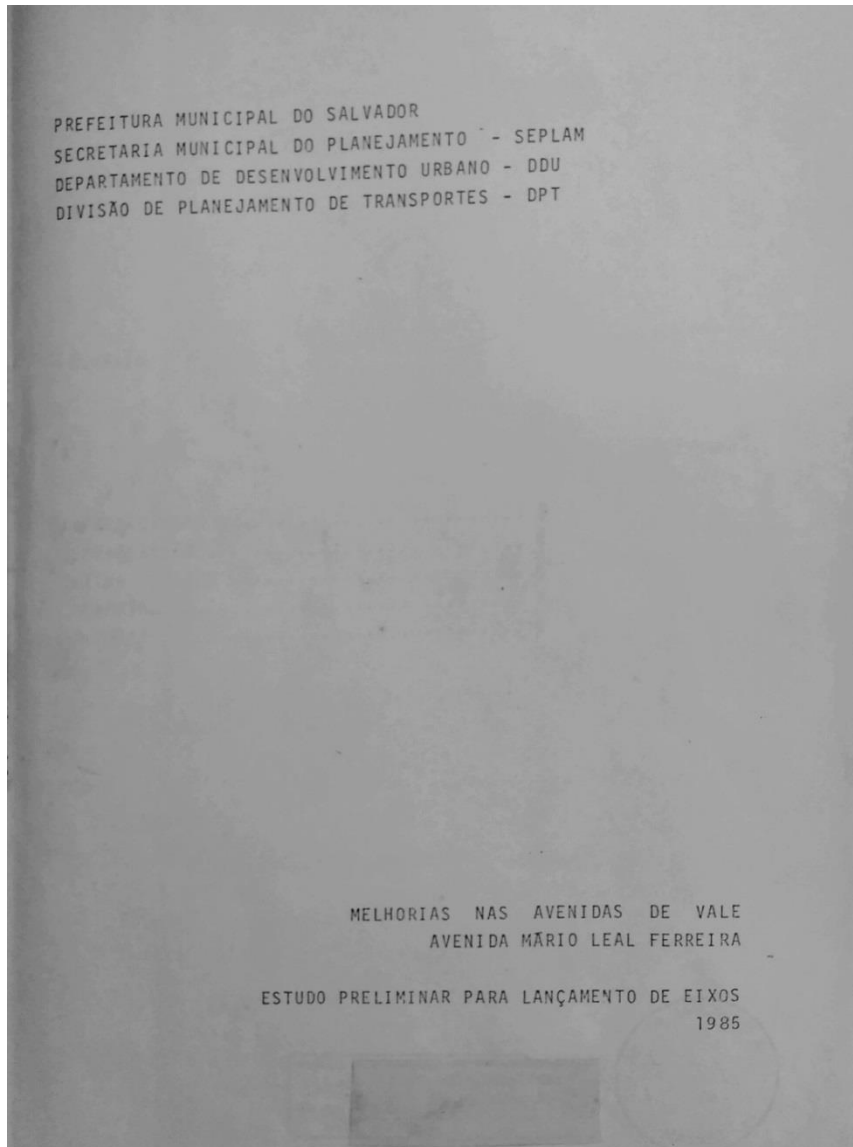 PREFEITURA MUNICIPAL DO SALVADOR
SECRETARIA MUNICIPAL DO PLANEJAMENTO - SEPLAM
DEPARTAMENTO DE DESENVOLVIMENTO URBANO - DDU
DIVISÃO DE PLANEJAMENTO DE TRANSPORTES - DPT
MELHORIAS NAS AVENIDAS DE VALE
AVENIDA MÁRIO LEAL FERREIRA
ESTUDO PRELIMINAR PARA LANÇAMENTO DE EIXOS
1985